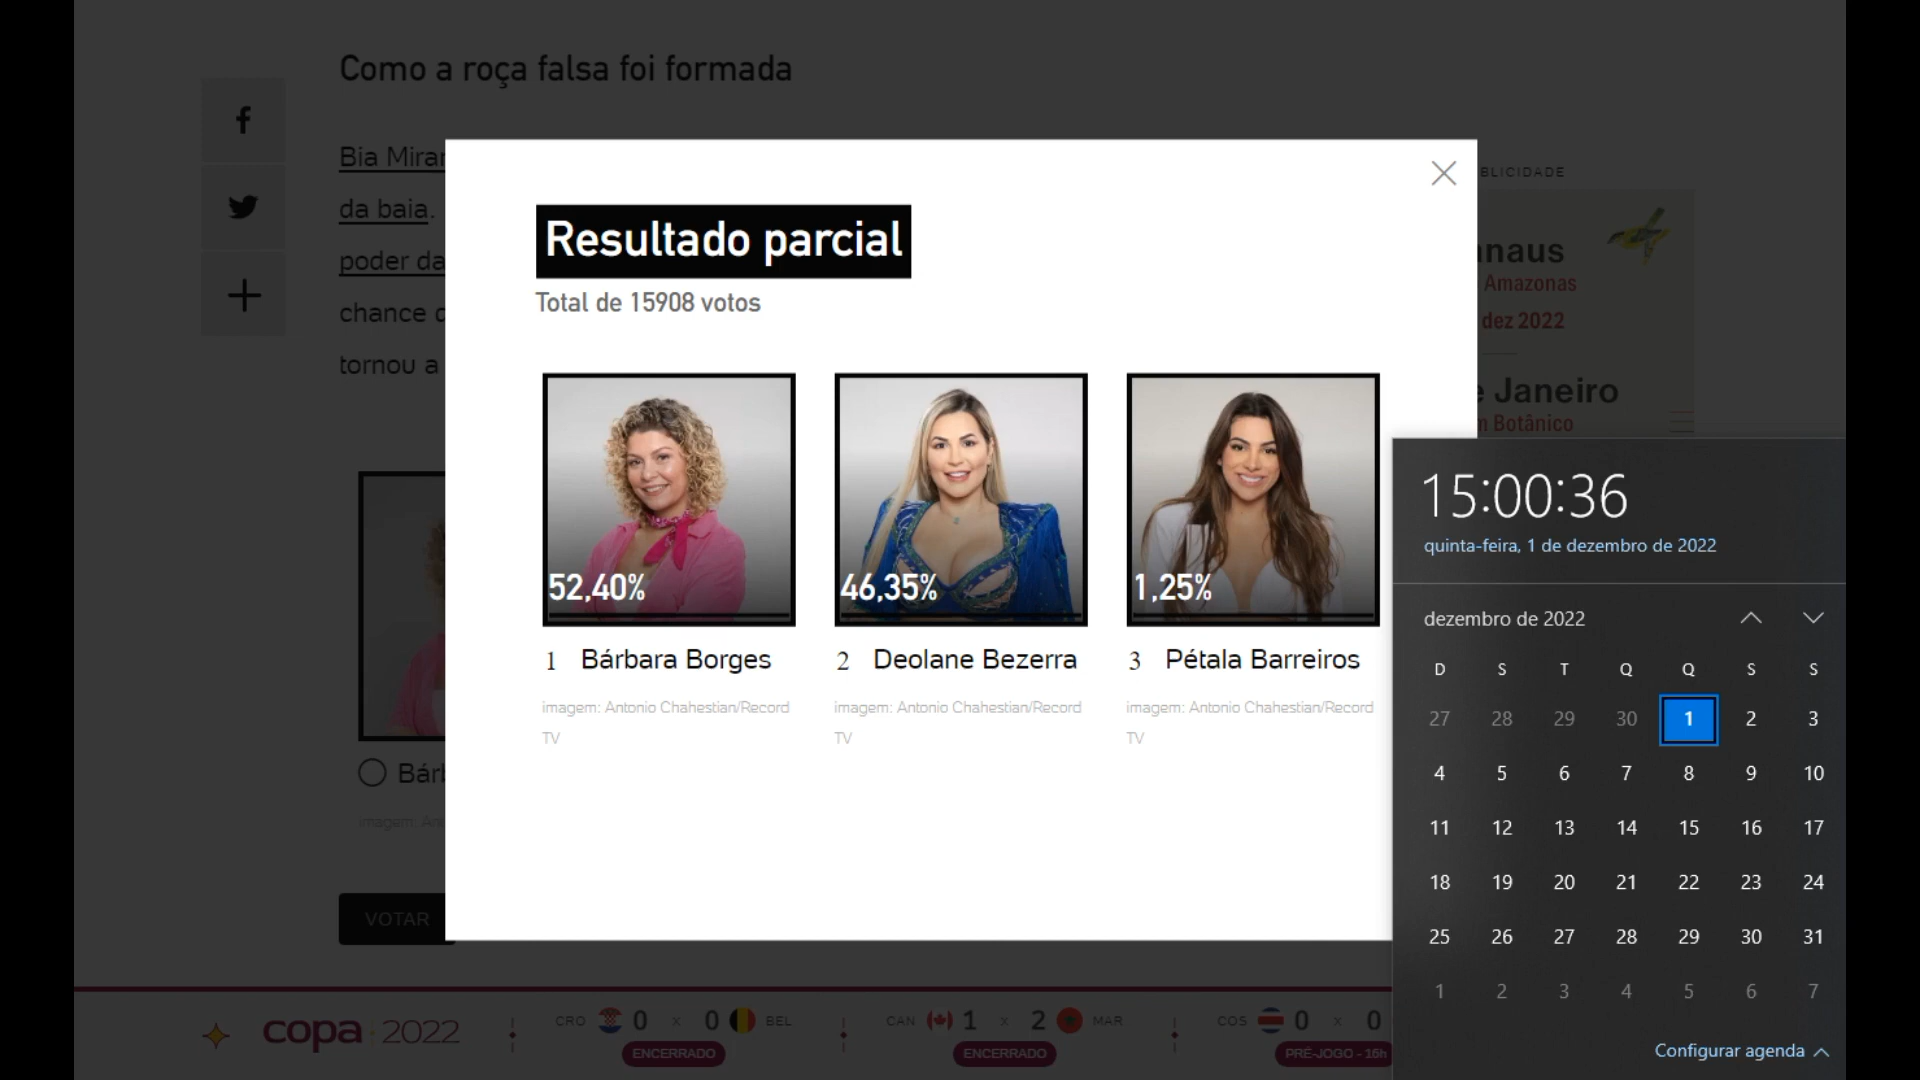 Como a roça falsa foi formada
Bia Mirar
da baia.
poder da
chance
tornou a
BLICIDADE
anaus
Amazonas
dez 2022
Janeiro
Botânico
Resultado parcial
Total de 15908 votos
52,40%
46,35%
1,25%
1 Bárbara Borges
2 Deolane Bezerra
3 Pétala Barreiros
imagem: Antonio Chahestian/Record
TV
imagem: Antonio Chahestian/Record
TV
imagem: Antonio Chahestian/Record
TV
Bárb
imagem: Ant
VOTAR
15:00:36
quinta-feira, 1 de dezembro de 2022
dezembro de 2022
D S T Q Q S S
27 28 29 30 1 2 3
4 5 6 7 8 9 10
11 12 13 14 15 16 17
18 19 20 21 22 23 24
25 26 27 28 29 30 31
1 2 3 4 5 6 7
Configurar agenda
copa 2022
CRO 0 x 0 BEL
ENCERRADO
CAN 1 x 2 MAR
ENCERRADO
COS 0 x 0
PRÉ-JOGO - 16h